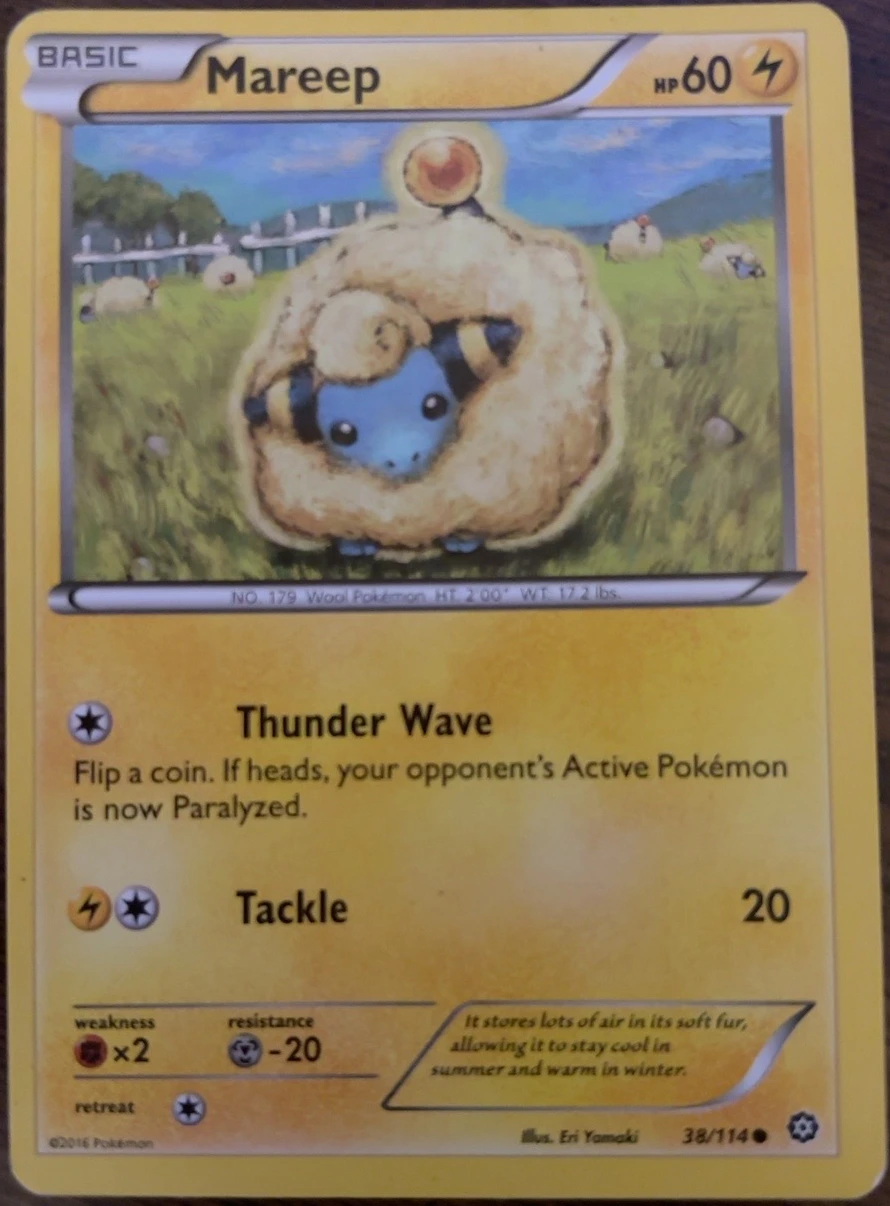 BASIC
Mareep
HP60
NO. 179 Wool Pokémon HT. 2'00" WT. 17.2 lbs.
Thunder Wave
Flip a coin. If heads, your opponent's Active Pokémon
is now Paralyzed.
Tackle 20
weakness resistance
×2 -20
It stores lots of air in its soft fur,
allowing it to stay cool in
summer and warm in winter.
retreat
©2016 Pokémon
Illus. Eri Yamaki 38/114